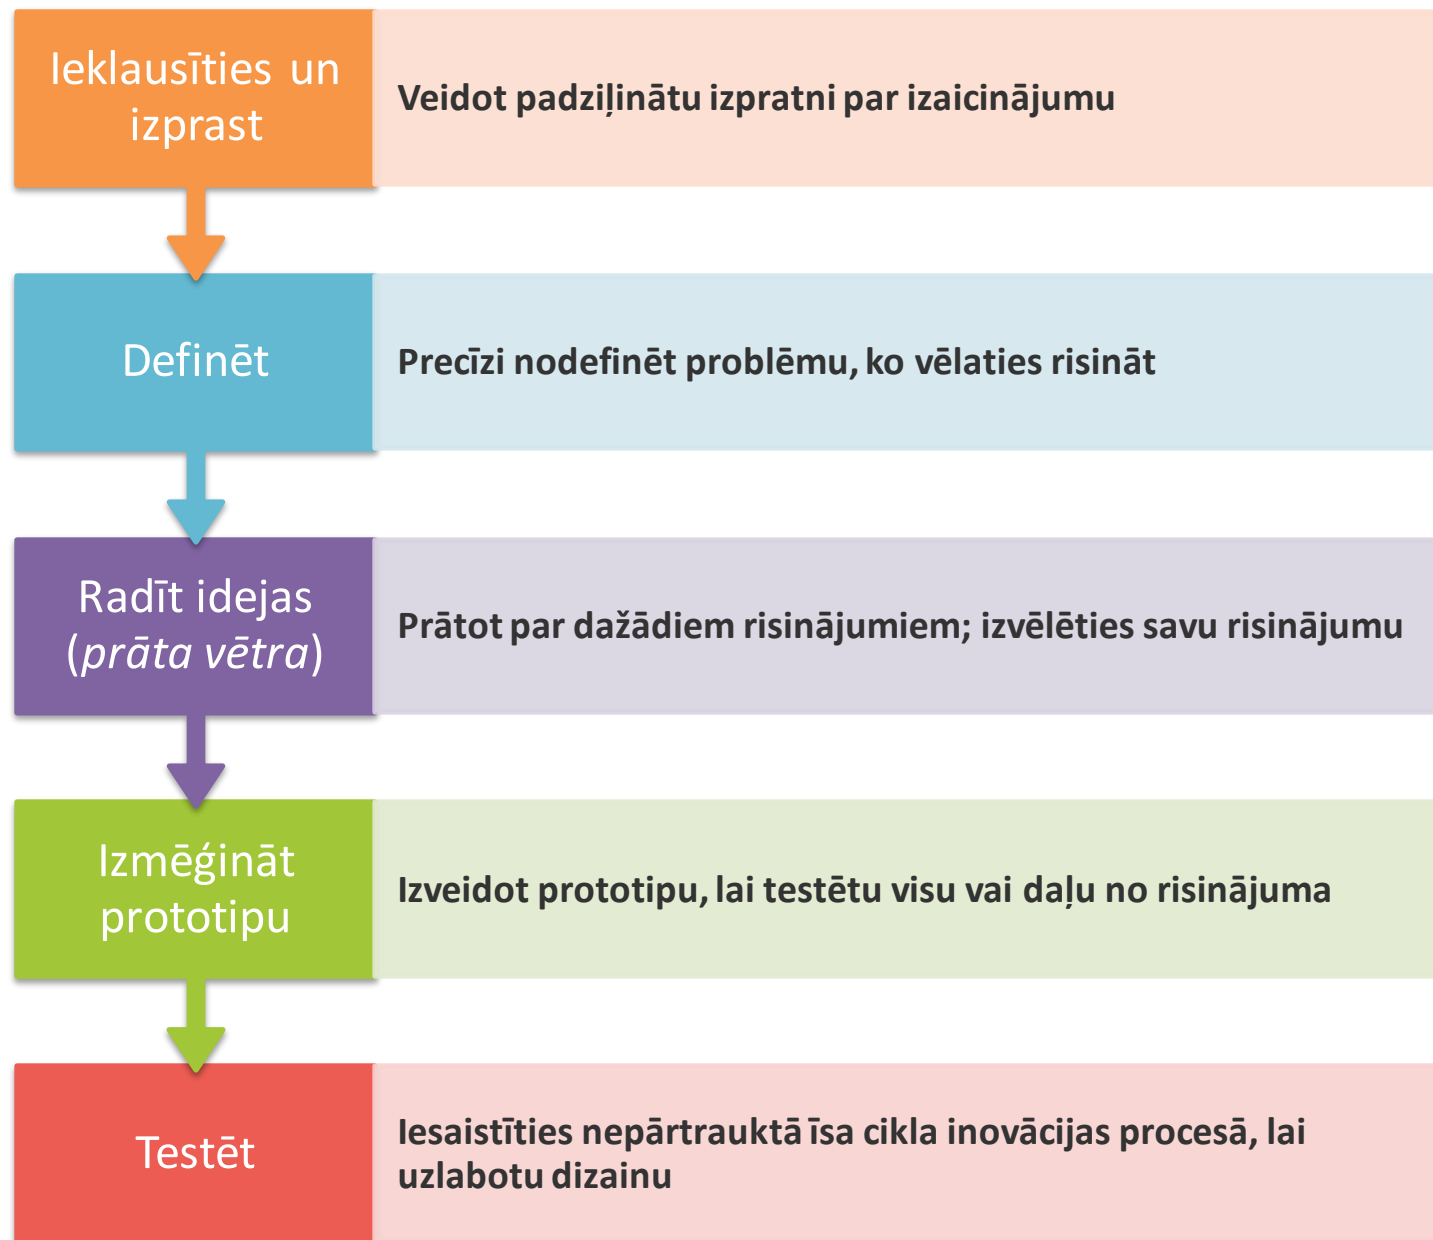 Ieklausīties un
izprast
Veidot padziļinātu izpratni par izaicinājumu
Definēt
Precīzi nodefinēt problēmu, ko vēlaties risināt
Radīt idejas
(prāta vētra)
Prātot par dažādiem risinājumiem; izvēlēties savu risinājumu
Izmēģināt
prototipu
Izveidot prototipu, lai testētu visu vai daļu no risinājuma
Testēt
Iesaistīties nepārtrauktā īsa cikla inovācijas procesā, lai
uzlabotu dizainu